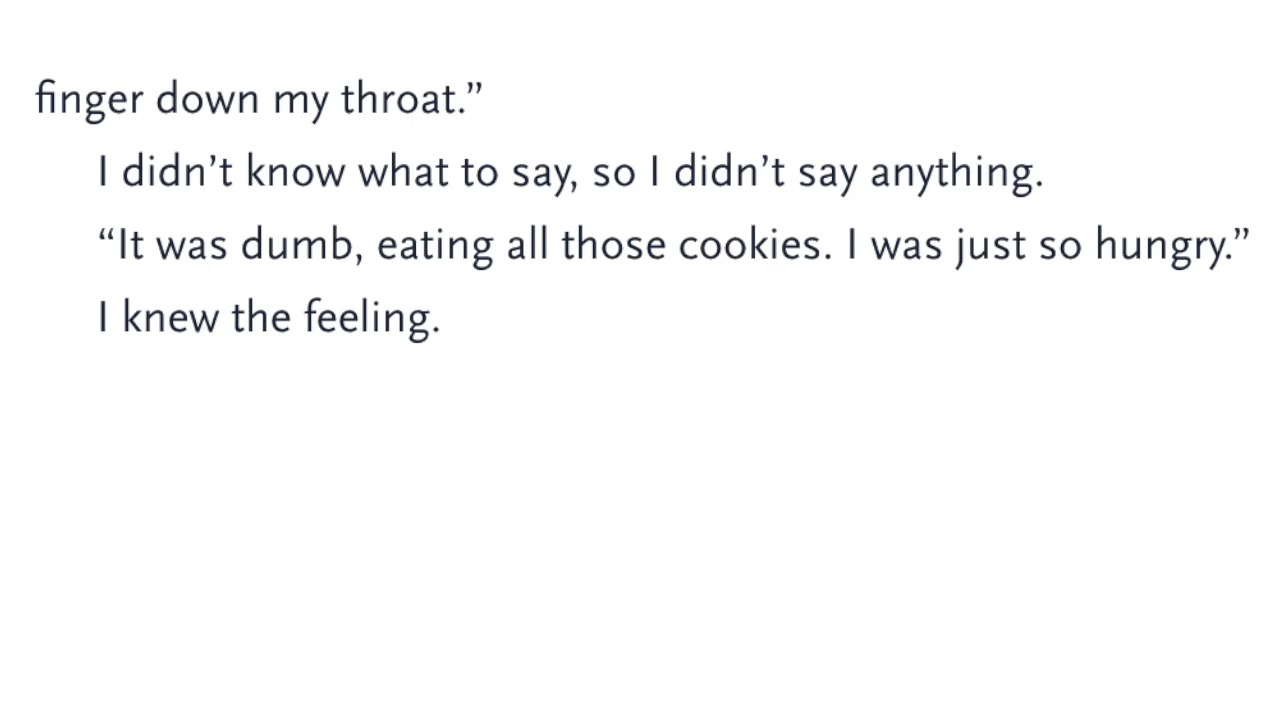 finger down my throat.”
I didn’t know what to say, so I didn’t say anything.
“It was dumb, eating all those cookies. I was just so hungry.”
I knew the feeling.